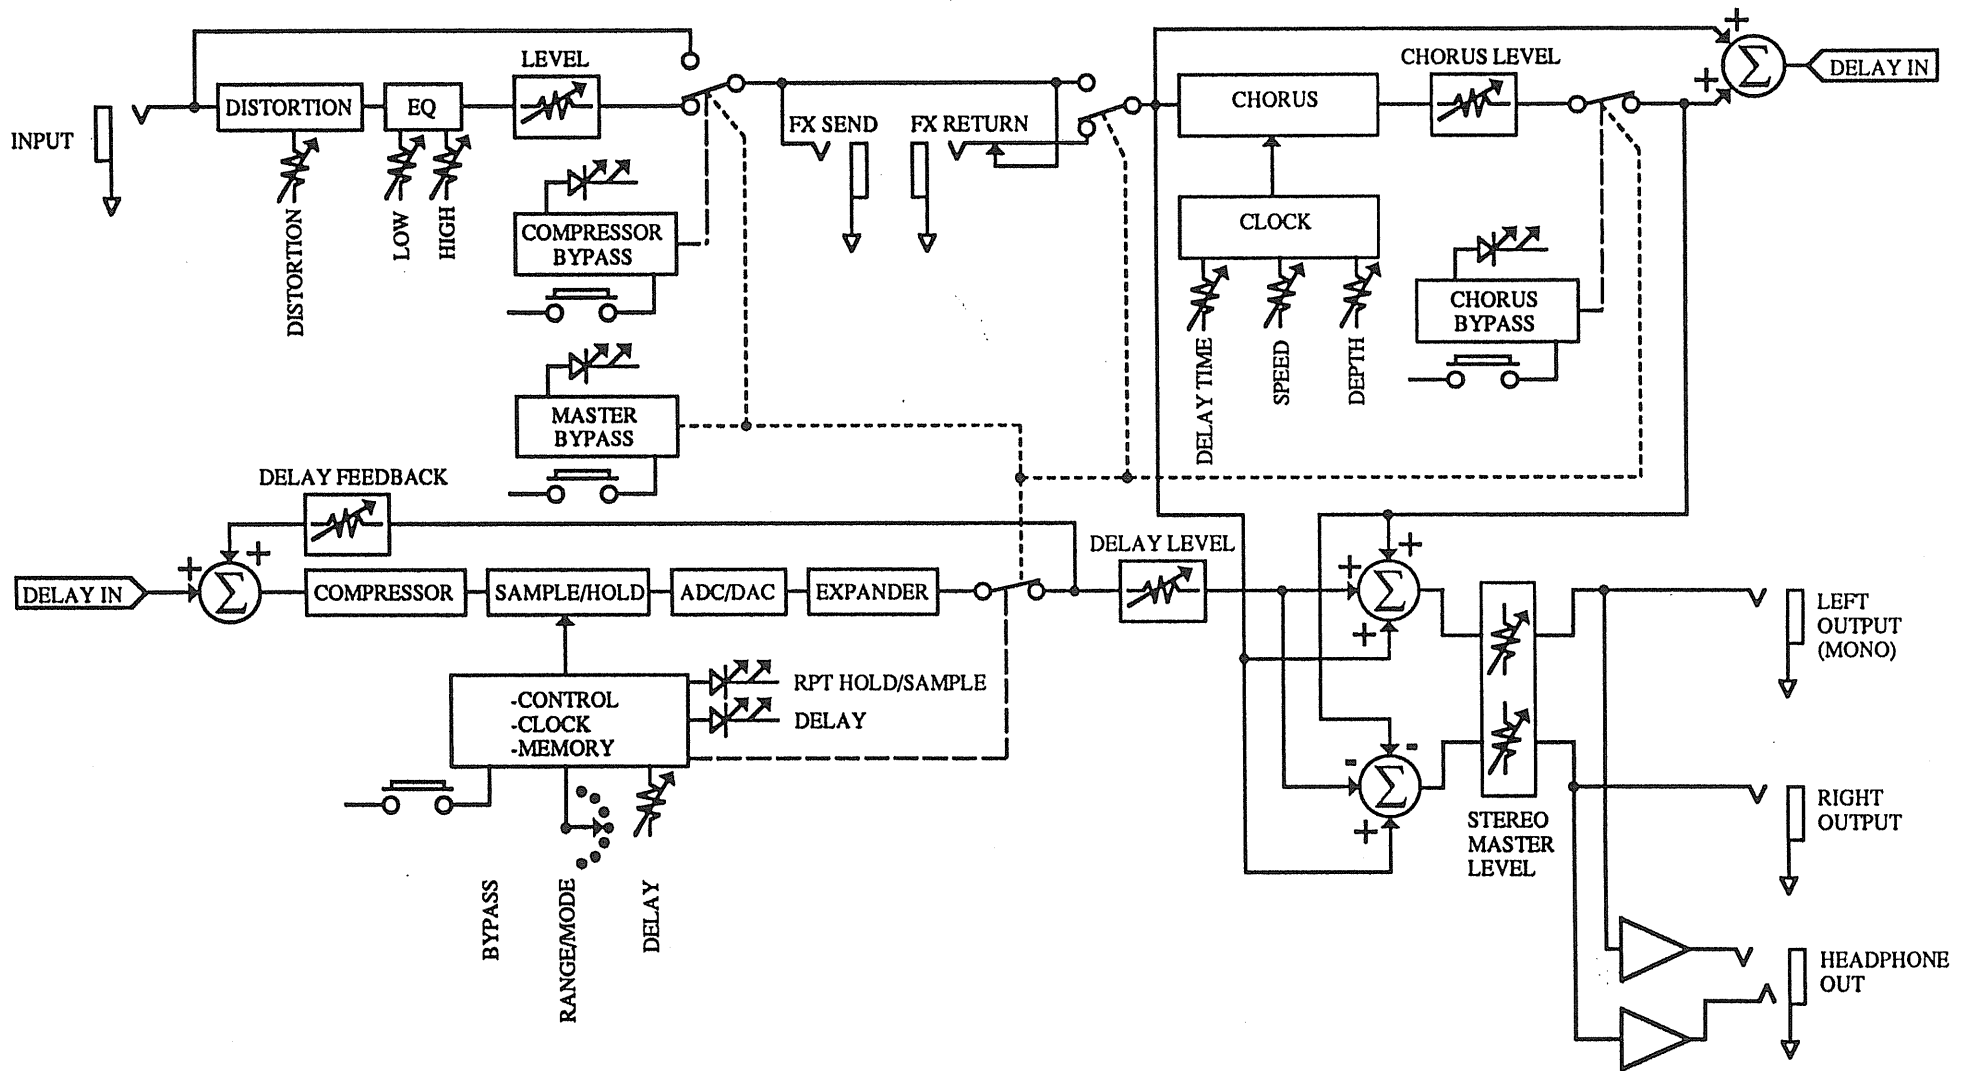 LEVEL
CHORUS LEVEL
+
Σ
DELAY IN
+
DISTORTION
EQ
CHORUS
INPUT
FX SEND
FX RETURN
DISTORTION
LOW
HIGH
COMPRESSOR
BYPASS
CLOCK
DELAY TIME
SPEED
DEPTH
CHORUS
BYPASS
MASTER
BYPASS
DELAY FEEDBACK
DELAY IN
+
+
Σ
COMPRESSOR
SAMPLE/HOLD
ADC/DAC
EXPANDER
DELAY LEVEL
+
+
Σ
+
LEFT
OUTPUT
(MONO)
-CONTROL
-CLOCK
-MEMORY
RPT HOLD/SAMPLE
DELAY
-
-
Σ
+
STEREO
MASTER
LEVEL
RIGHT
OUTPUT
BYPASS
RANGE/MODE
DELAY
HEADPHONE
OUT